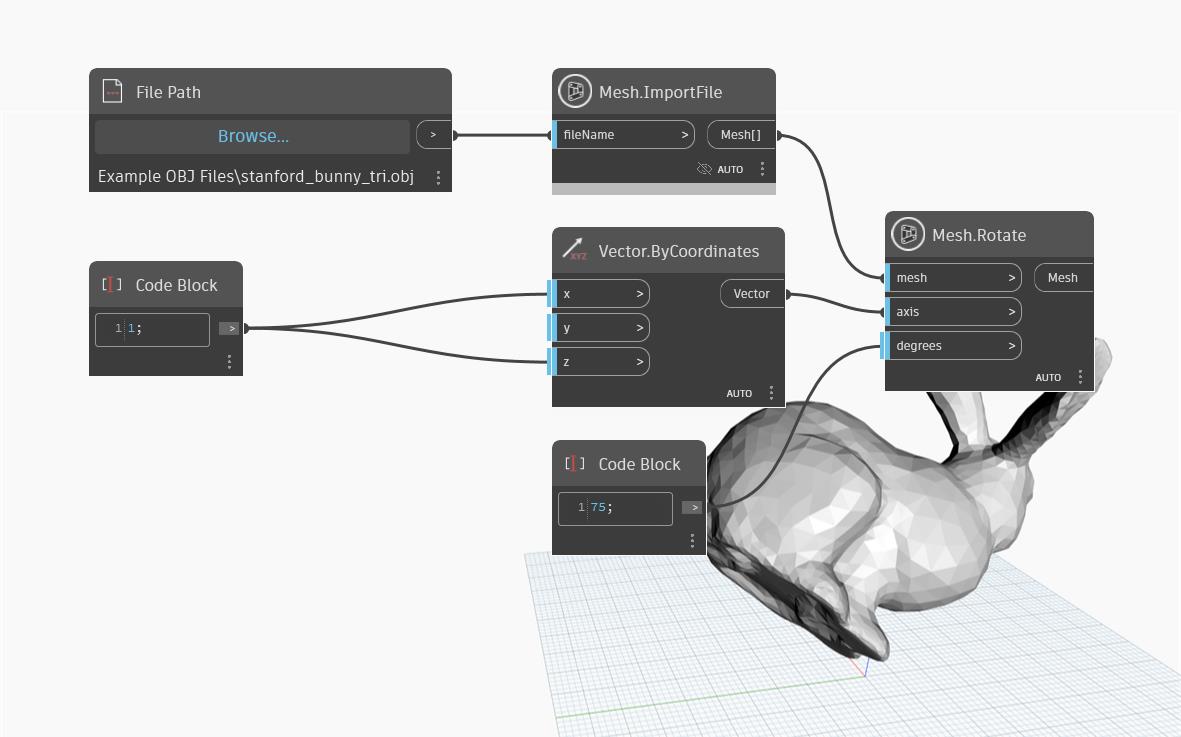 File Path
Browse...
>
Example OBJ Files\stanford_bunny_tri.obj
Mesh.ImportFile
fileName >
Mesh[]
AUTO
Code Block
1 1;
>
Vector.ByCoordinates
XYZ
x >
Vector
y >
z >
AUTO
Code Block
1 75;
>
Mesh.Rotate
mesh >
Mesh
axis >
degrees >
AUTO